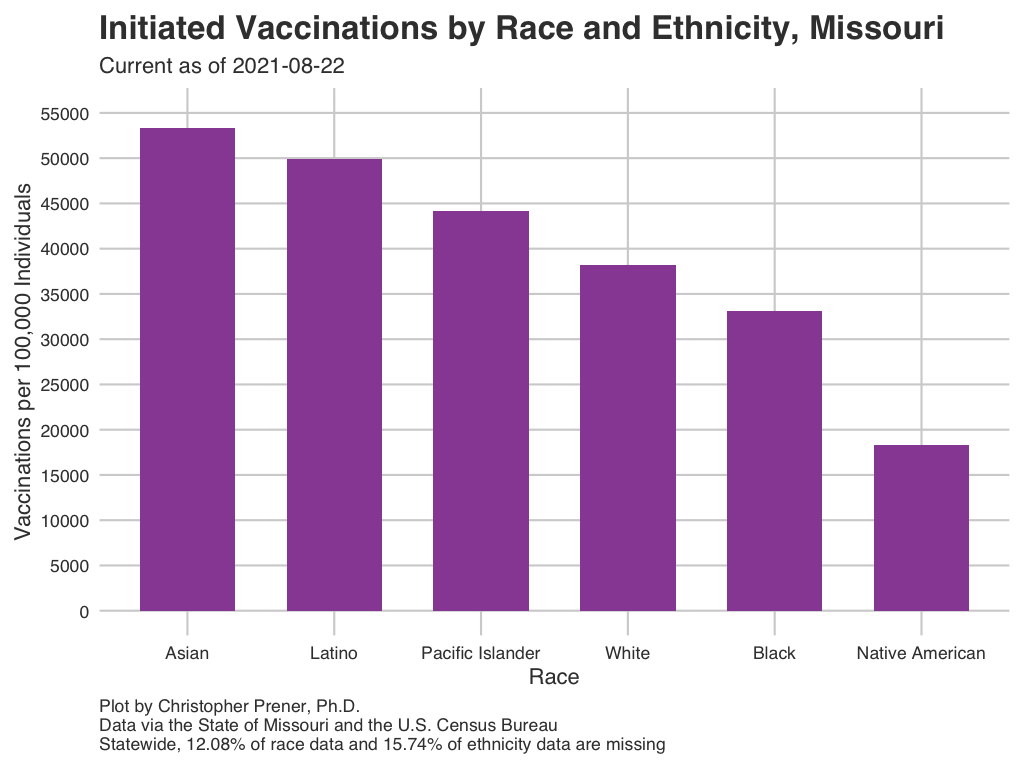 Initiated Vaccinations by Race and Ethnicity, Missouri
Current as of 2021-08-22
Vaccinations per 100,000 Individuals
55000
50000
45000
40000
35000
30000
25000
20000
15000
10000
5000
0
Asian Latino Pacific Islander White Black Native American
Race
Plot by Christopher Prener, Ph.D.
Data via the State of Missouri and the U.S. Census Bureau
Statewide, 12.08% of race data and 15.74% of ethnicity data are missing